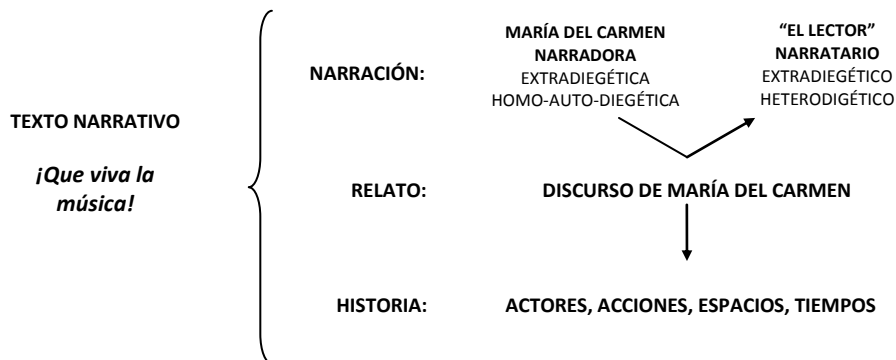 MARÍA DEL CARMEN
NARRADORA
EXTRADIEGÉTICA
HOMO-AUTO-DIEGÉTICA
“EL LECTOR”
NARRATARIO
EXTRADIEGÉTICO
HETERODIGÉTICO
NARRACIÓN:
TEXTO NARRATIVO
¡Que viva la
música!
RELATO:
DISCURSO DE MARÍA DEL CARMEN
HISTORIA:
ACTORES, ACCIONES, ESPACIOS, TIEMPOS